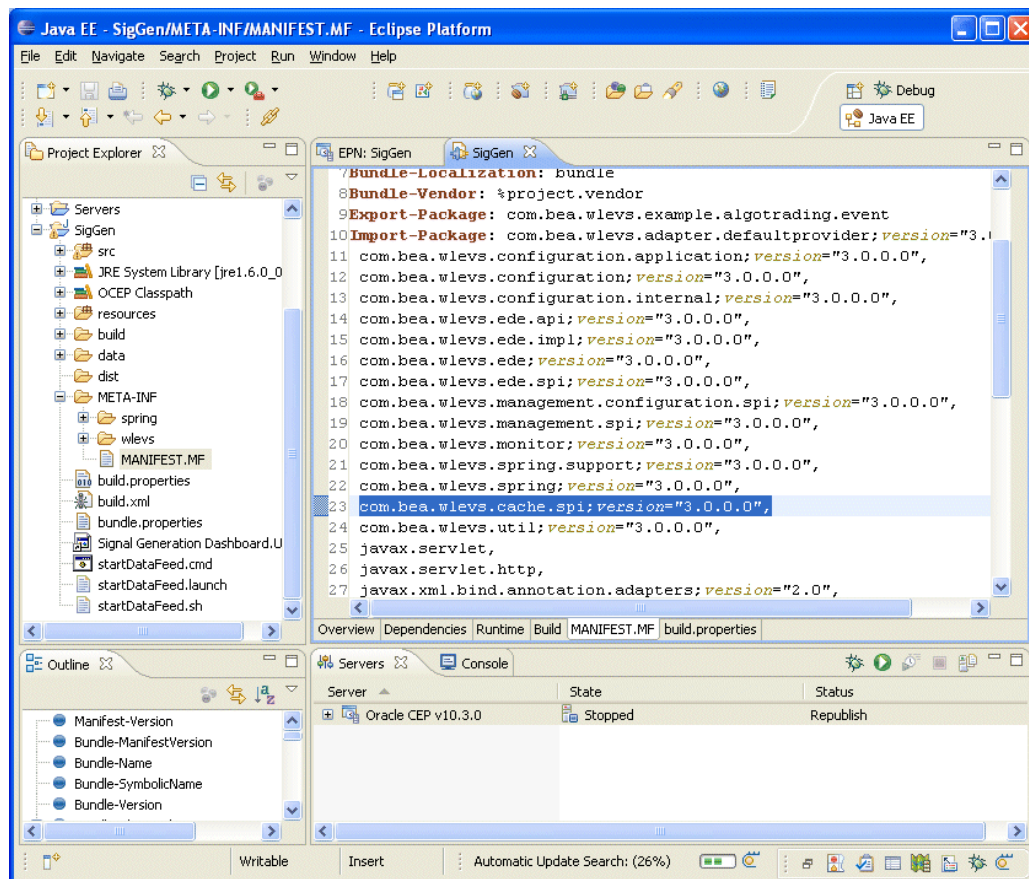 Java EE - SigGen/META-INF/MANIFEST.MF - Eclipse Platform
File Edit Navigate Search Project Run Window Help
Debug
Java EE
Project Explorer
Servers
SigGen
src
JRE System Library [jre1.6.0_0
OCEP Classpath
resources
build
data
dist
META-INF
spring
wlevs
MANIFEST.MF
build.properties
build.xml
bundle.properties
Signal Generation Dashboard.U
startDataFeed.cmd
startDataFeed.launch
startDataFeed.sh
EPN: SigGen SigGen
7Bundle-Localization: bundle
8Bundle-Vendor: %project.vendor
9Export-Package: com.bea.wlevs.example.algotrading.event
10Import-Package: com.bea.wlevs.adapter.defaultprovider;version="3.
11 com.bea.wlevs.configuration.application;version="3.0.0.0",
12 com.bea.wlevs.configuration;version="3.0.0.0",
13 com.bea.wlevs.configuration.internal;version="3.0.0.0",
14 com.bea.wlevs.ede.api;version="3.0.0.0",
15 com.bea.wlevs.ede.impl;version="3.0.0.0",
16 com.bea.wlevs.ede;version="3.0.0.0",
17 com.bea.wlevs.ede.spi;version="3.0.0.0",
18 com.bea.wlevs.management.configuration.spi;version="3.0.0.0",
19 com.bea.wlevs.management.spi;version="3.0.0.0",
20 com.bea.wlevs.monitor;version="3.0.0.0",
21 com.bea.wlevs.spring.support;version="3.0.0.0",
22 com.bea.wlevs.spring;version="3.0.0.0",
23 com.bea.wlevs.cache.spi;version="3.0.0.0",
24 com.bea.wlevs.util;version="3.0.0.0",
25 javax.servlet,
26 javax.servlet.http,
27 javax.xml.bind.annotation.adapters;version="2.0",
Overview Dependencies Runtime Build MANIFEST.MF build.properties
Outline
Manifest-Version
Bundle-ManifestVersion
Bundle-Name
Bundle-SymbolicName
Bundle-Version
Servers Console
Server State Status
Oracle CEP v10.3.0 Stopped Republish
Writable Insert Automatic Update Search: (26%)